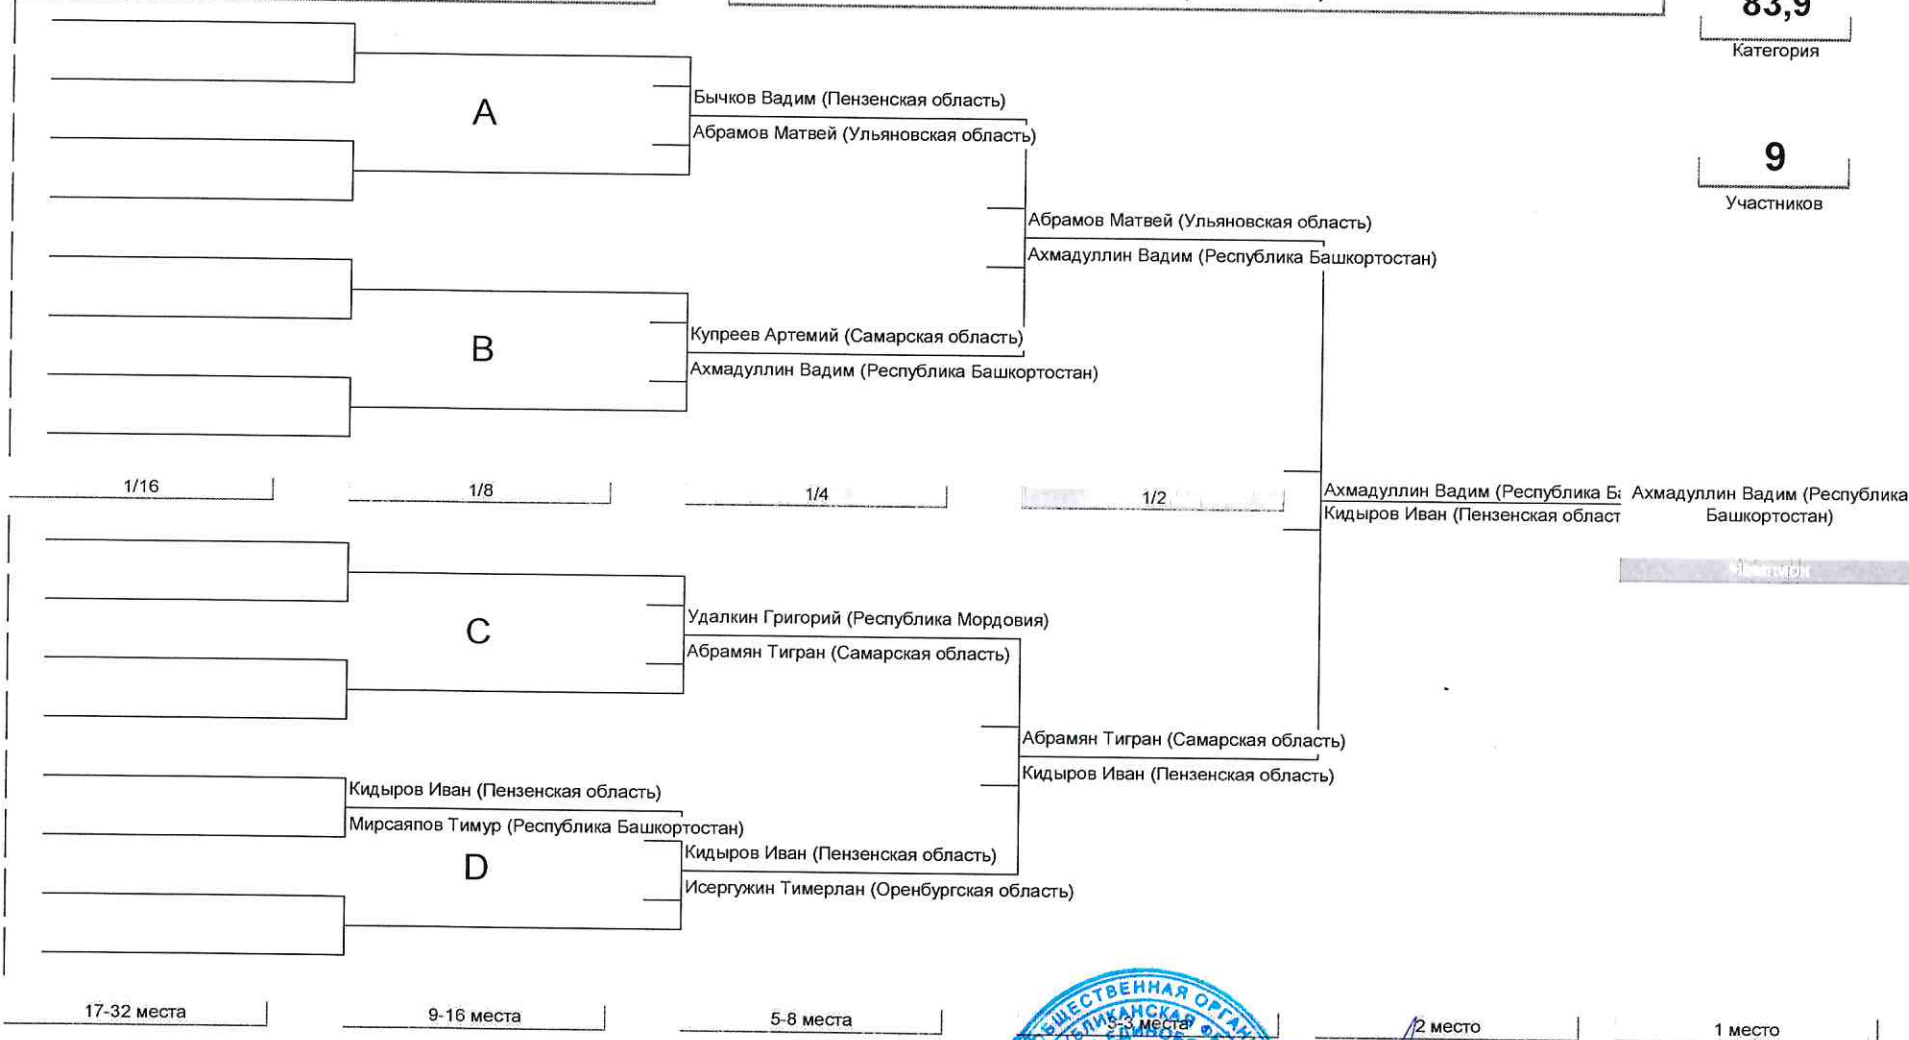 83,9
Категория
Бычков Вадим (Пензенская область)
A
Абрамов Матвей (Ульяновская область)
9
Участников
Абрамов Матвей (Ульяновская область)
Ахмадуллин Вадим (Республика Башкортостан)
Купреев Артемий (Самарская область)
B
Ахмадуллин Вадим (Республика Башкортостан)
1/16
1/8
1/4
1/2
Ахмадуллин Вадим (Республика Ба
Кидыров Иван (Пензенская област
Ахмадуллин Вадим (Республика
Башкортостан)
Чемпион
Удалкин Григорий (Республика Мордовия)
C
Абрамян Тигран (Самарская область)
Абрамян Тигран (Самарская область)
Кидыров Иван (Пензенская область)
Кидыров Иван (Пензенская область)
Мирсаяпов Тимур (Республика Башкортостан)
D
Кидыров Иван (Пензенская область)
Исергужин Тимерлан (Оренбургская область)
17-32 места
9-16 места
5-8 места
3-3 места
2 место
1 место